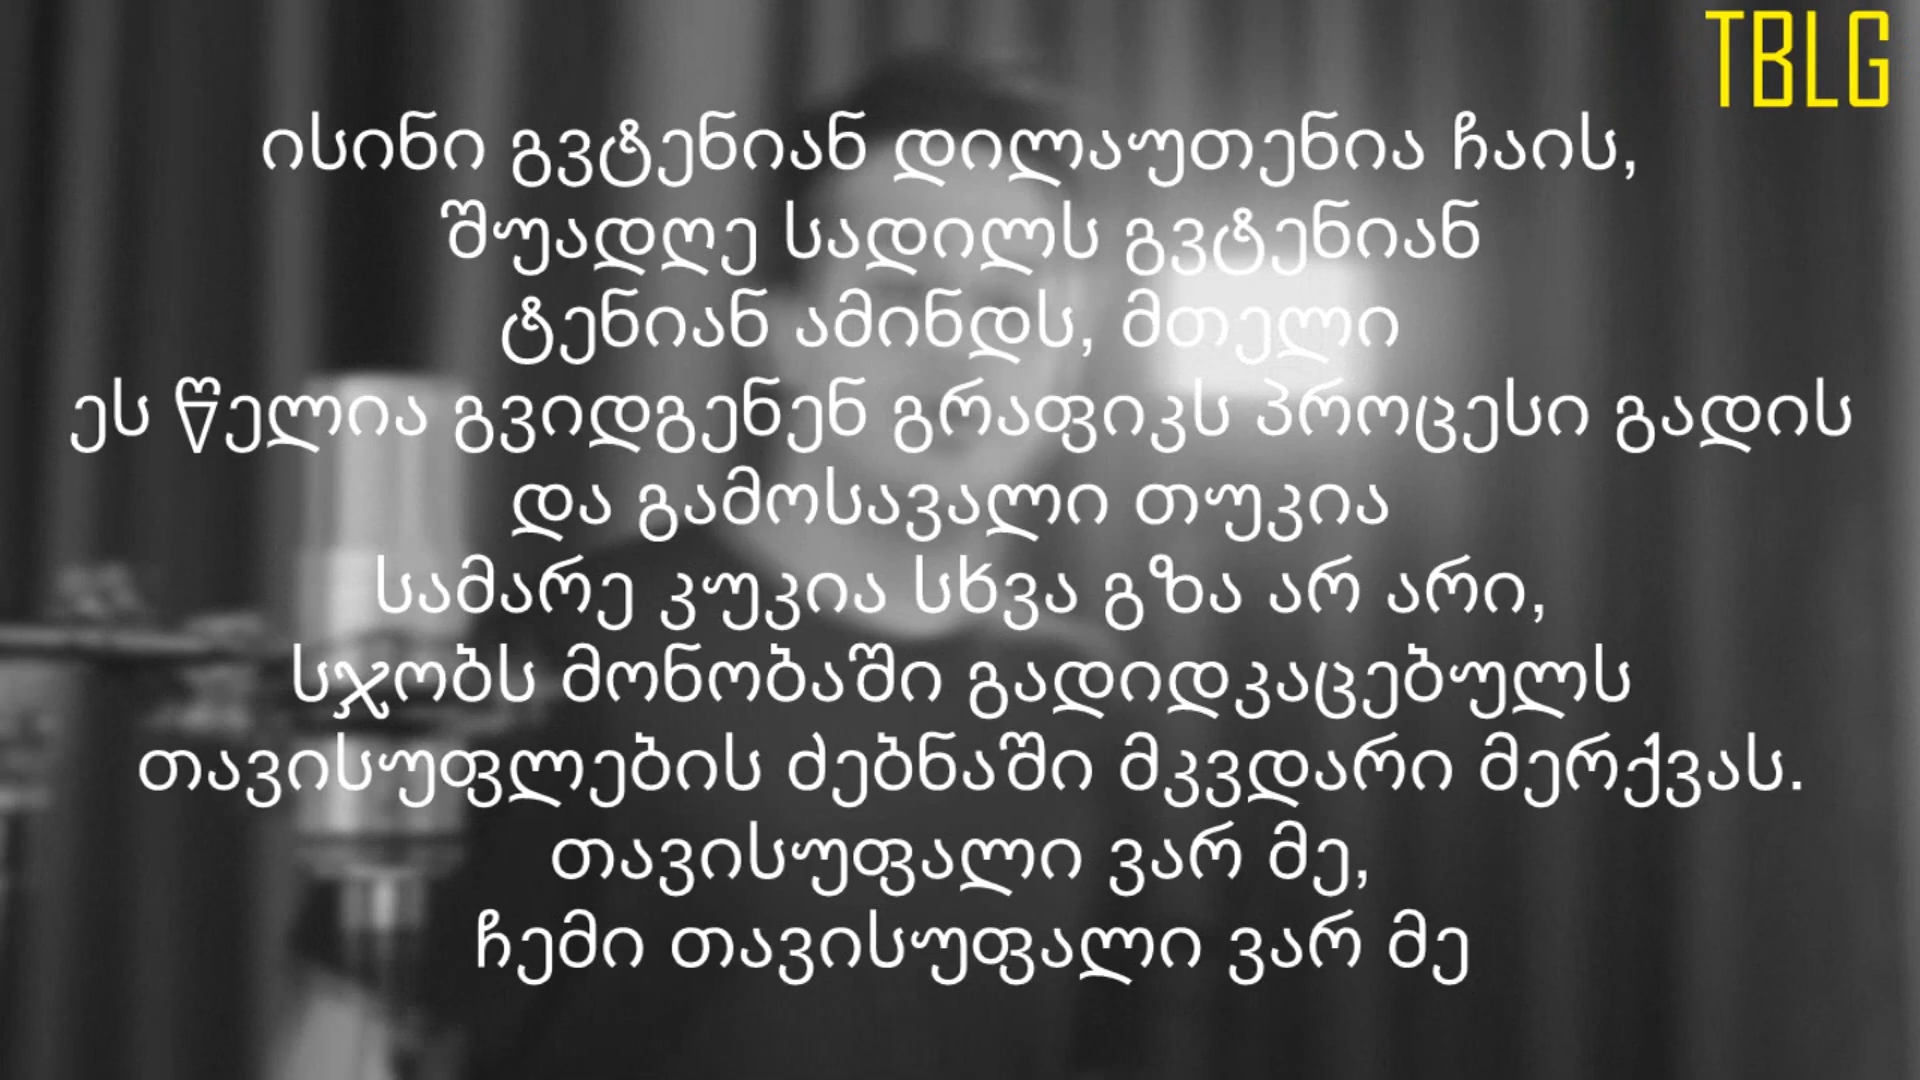 TBLG
ისინი გვტენიან დილაუთენია ჩაის,
შუადღე სადილს გვტენიან
ტენიან ამინდს, მთელი
ეს წელია გვიდგენენ გრაფიკს პროცესი გადის
და გამოსავალი თუკია
სამარე კუკია სხვა გზა არ არი,
სჯობს მონობაში გადიდკაცებულს
თავისუფლების ძებნაში მკვდარი მერქვას.
თავისუფალი ვარ მე,
ჩემი თავისუფალი ვარ მე